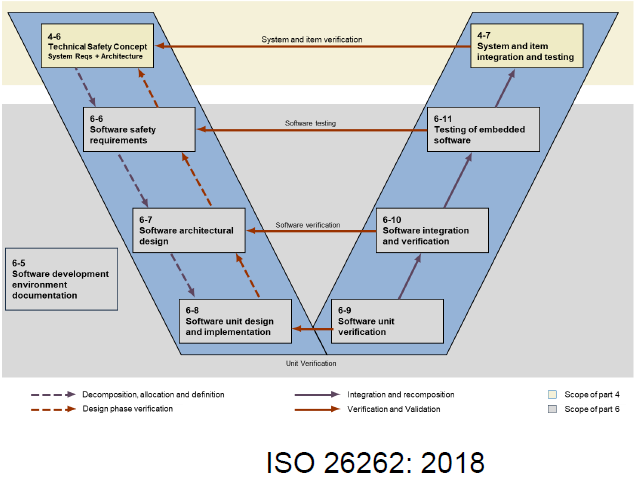 4-6
Technical Safety Concept
System Reqs + Architecture
System and item verification
4-7
System and item
integration and testing
6-6
Software safety
requirements
Software testing
6-11
Testing of embedded
software
6-7
Software architectural
design
Software verification
6-10
Software integration
and verification
6-5
Software development
environment
documentation
6-8
Software unit design
and implementation
6-9
Software unit
verification
Unit Verification
Decomposition, allocation and definition
Integration and recomposition
Scope of part 4
Design phase verification
Verification and Validation
Scope of part 6
ISO 26262: 2018